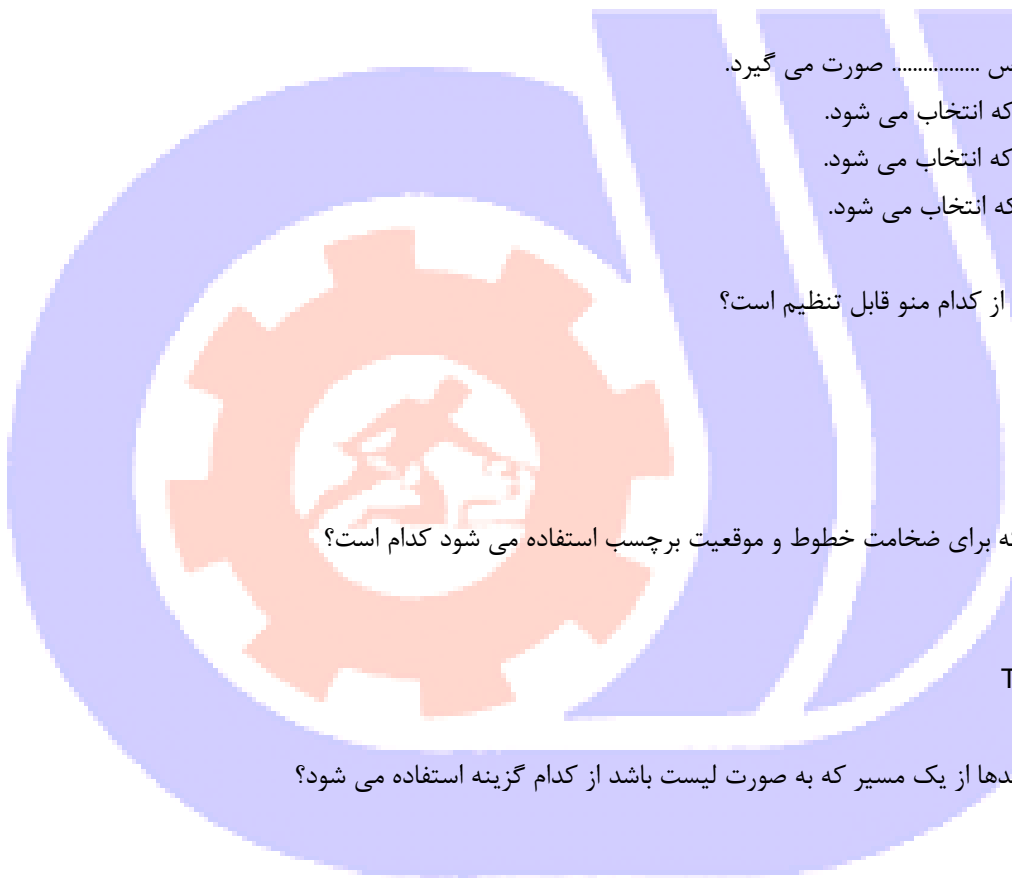 س ................ صورت می گیرد.
که انتخاب می شود.
که انتخاب می شود.
که انتخاب می شود.
از کدام منو قابل تنظیم است؟
برای ضخامت خطوط و موقعیت برچسب استفاده می شود کدام است؟
T
از یک مسیر که به صورت لیست باشد از کدام گزینه استفاده می شود؟